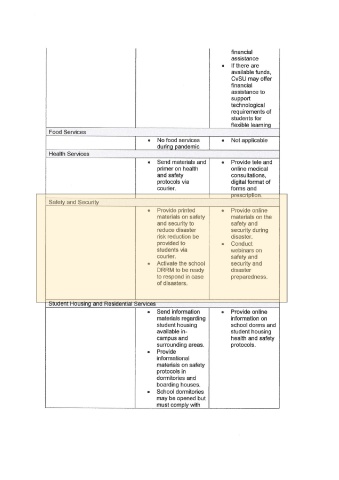 financial
assistance
• If there are
available funds,
CvSU may offer
financial
assistance to
support
technological
requirements of
students for
flexible learning
Food Services
• No food services
during pandemic
• Not applicable
Health Services
• Send materials and
primer on health
and safety
protocols via
courier.
• Provide tele and
online medical
consultations,
digital format of
forms and
prescription.
Safety and Security
• Provide printed
materials on safety
and security to
reduce disaster
risk reduction be
provided to
students via
courier.
• Activate the school
DRRM to be ready
to respond in case
of disasters.
• Provide online
materials on the
safety and
security during
disaster.
• Conduct
webinars on
safety and
security and
disaster
preparedness.
Student Housing and Residential Services
• Send information
materials regarding
student housing
available in-
campus and
surrounding areas.
• Provide
informational
materials on safety
protocols in
dormitories and
boarding houses.
• School dormitories
may be opened but
must comply with
• Provide online
information on
school dorms and
student housing
health and safety
protocols.